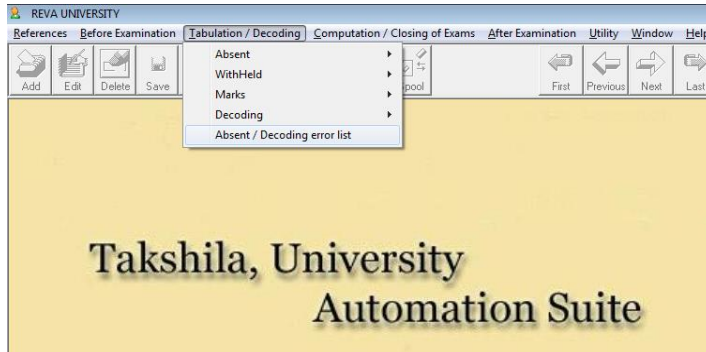 REVA UNIVERSITY
References Before Examination Tabulation / Decoding Computation / Closing of Exams After Examination Utility Window Help
Absent
WithHeld
Marks
Decoding
Absent / Decoding error list
Add Edit Delete Save First Previous Next Last
Takshila, University
Automation Suite